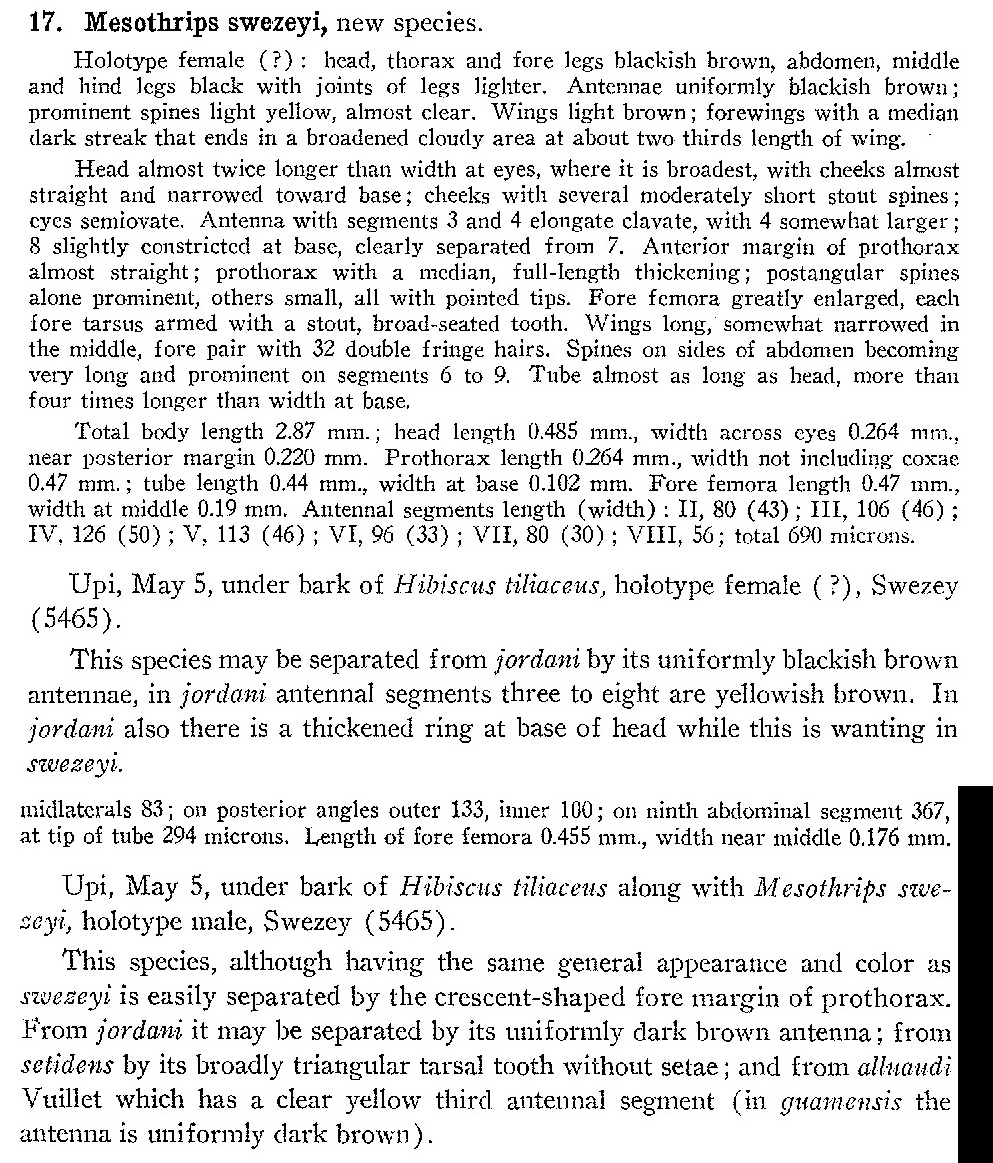 17. Mesothrips swezeyi, new species.
Holotype female (?) : head, thorax and fore legs blackish brown, abdomen, middle
and hind legs black with joints of legs lighter. Antennae uniformly blackish brown;
prominent spines light yellow, almost clear. Wings light brown; forewings with a median
dark streak that ends in a broadened cloudy area at about two thirds length of wing.
Head almost twice longer than width at eyes, where it is broadest, with cheeks almost
straight and narrowed toward base; cheeks with several moderately short stout spines;
eyes semiovate. Antenna with segments 3 and 4 elongate clavate, with 4 somewhat larger;
8 slightly constricted at base, clearly separated from 7. Anterior margin of prothorax
almost straight; prothorax with a median, full-length thickening; postangular spines
alone prominent, others small, all with pointed tips. Fore femora greatly enlarged, each
fore tarsus armed with a stout, broad-seated tooth. Wings long, somewhat narrowed in
the middle, fore pair with 32 double fringe hairs. Spines on sides of abdomen becoming
very long and prominent on segments 6 to 9. Tube almost as long as head, more than
four times longer than width at base.
Total body length 2.87 mm.; head length 0.485 mm., width across eyes 0.264 mm.,
near posterior margin 0.220 mm. Prothorax length 0.264 mm., width not including coxae
0.47 mm.; tube length 0.44 mm., width at base 0.102 mm. Fore femora length 0.47 mm.,
width at middle 0.19 mm. Antennal segments length (width) : II, 80 (43) ; III, 106 (46) ;
IV, 126 (50) ; V, 113 (46) ; VI, 96 (33) ; VII, 80 (30) ; VIII, 56; total 690 microns.
Upi, May 5, under bark of Hibiscus tiliaceus, holotype female (?), Swezey
(5465).
This species may be separated from jordani by its uniformly blackish brown
antennae, in jordani antennal segments three to eight are yellowish brown. In
jordani also there is a thickened ring at base of head while this is wanting in
swezeyi.
midlaterals 83; on posterior angles outer 133, inner 100; on ninth abdominal segment 367,
at tip of tube 294 microns. Length of fore femora 0.455 mm., width near middle 0.176 mm.
Upi, May 5, under bark of Hibiscus tiliaceus along with Mesothrips swe-
zeyi, holotype male, Swezey (5465).
This species, although having the same general appearance and color as
swezeyi is easily separated by the crescent-shaped fore margin of prothorax.
From jordani it may be separated by its uniformly dark brown antenna; from
setidens by its broadly triangular tarsal tooth without setae; and from alluaudi
Vuillet which has a clear yellow third antennal segment (in guamensis the
antenna is uniformly dark brown).